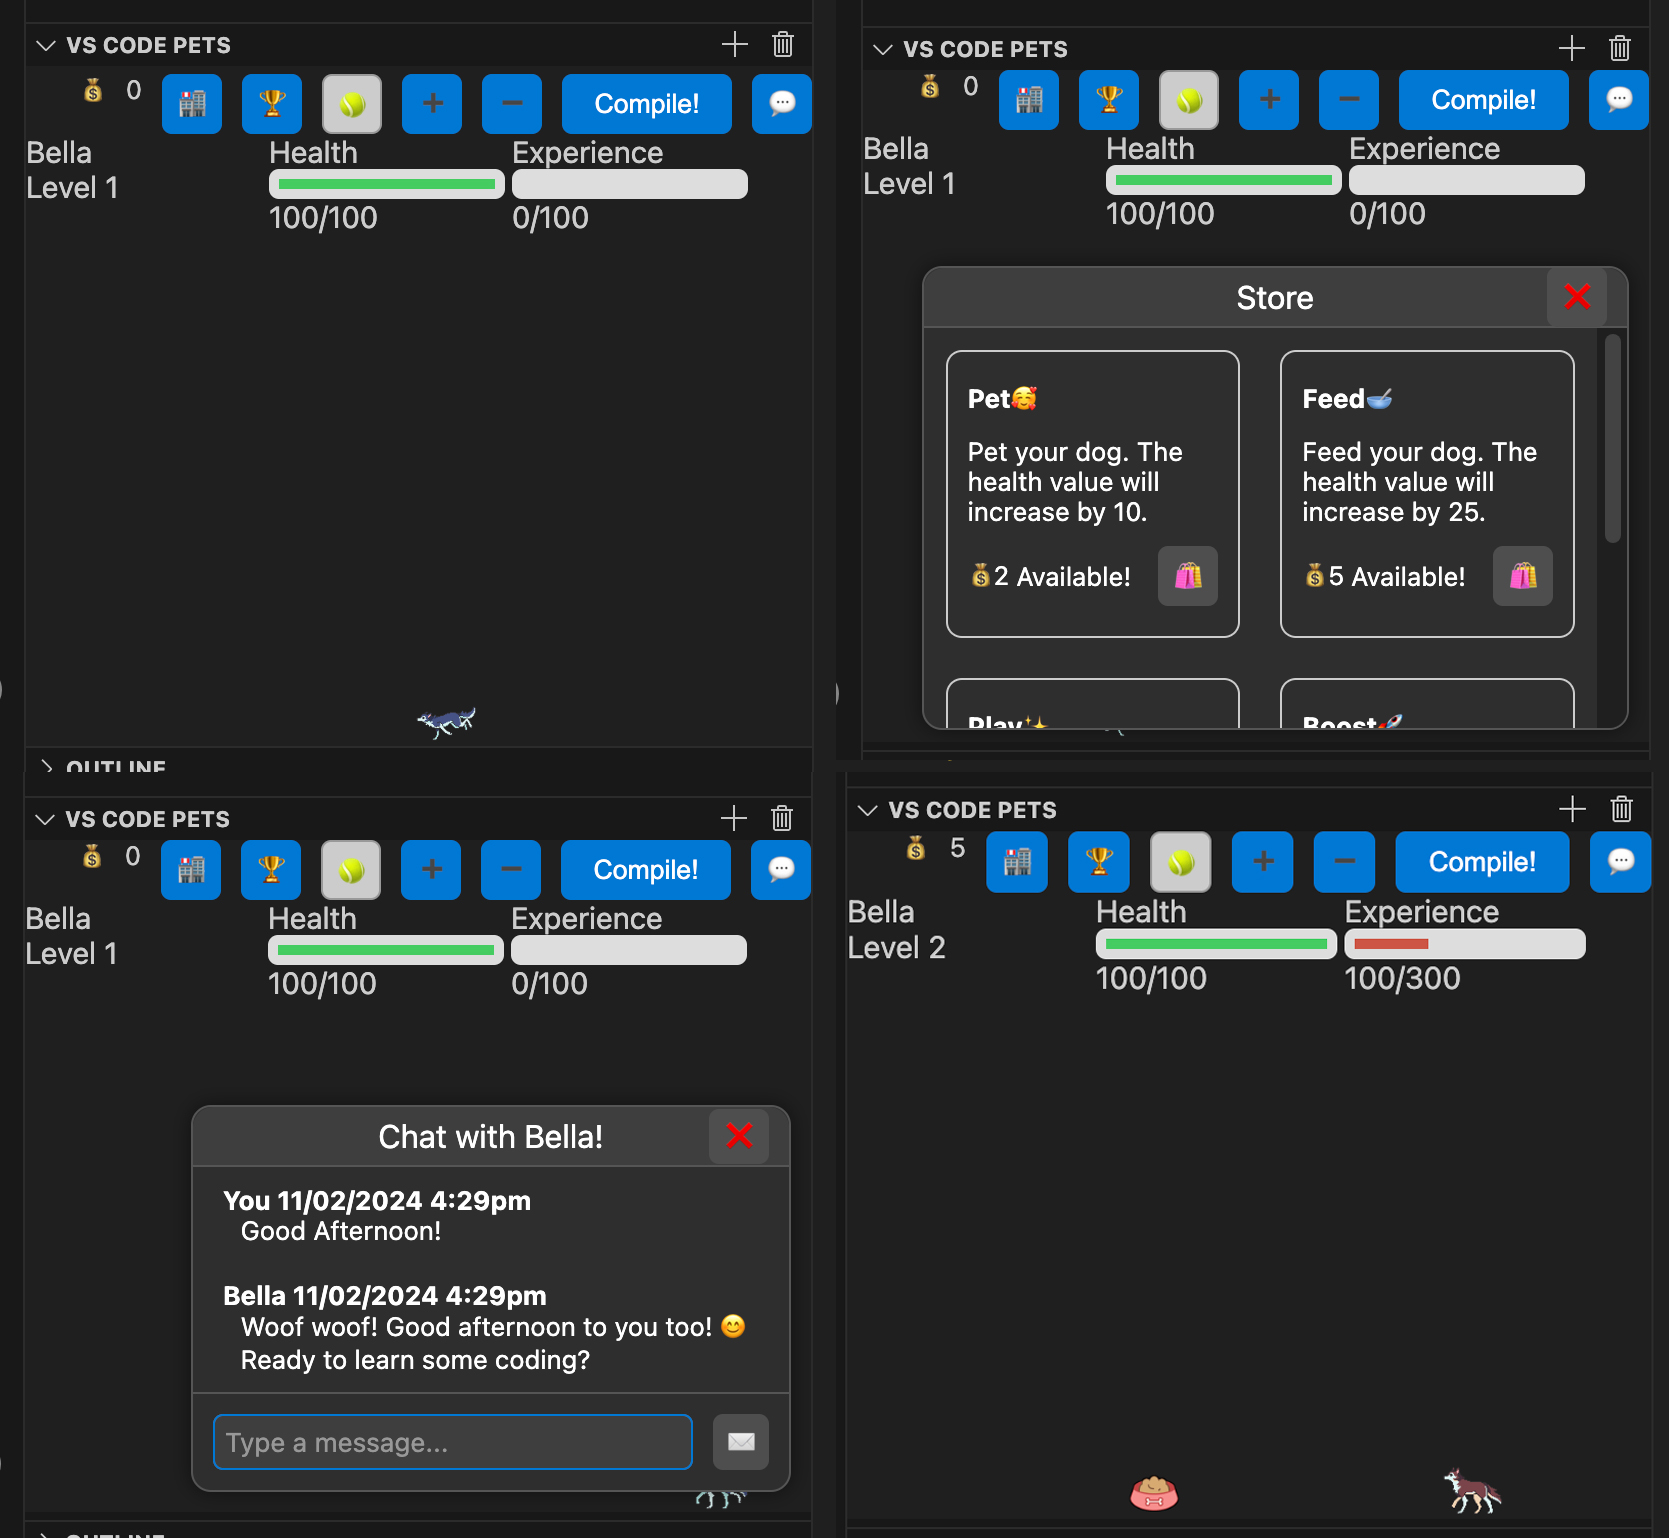 VS CODE PETS
0
Compile!
Bella
Health
Experience
Level 1
100/100
0/100
OUTLINE
VS CODE PETS
0
Compile!
Bella
Health
Experience
Level 1
100/100
0/100
Store
Pet🥰
Pet your dog. The
health value will
increase by 10.
💰2 Available!
Feed🥣
Feed your dog. The
health value will
increase by 25.
💰5 Available!
Play✨
Boost🚀
VS CODE PETS
0
Compile!
Bella
Health
Experience
Level 1
100/100
0/100
Chat with Bella!
You 11/02/2024 4:29pm
Good Afternoon!
Bella 11/02/2024 4:29pm
Woof woof! Good afternoon to you too! 😊
Ready to learn some coding?
Type a message...
OUTLINE
VS CODE PETS
5
Compile!
Bella
Health
Experience
Level 2
100/100
100/300